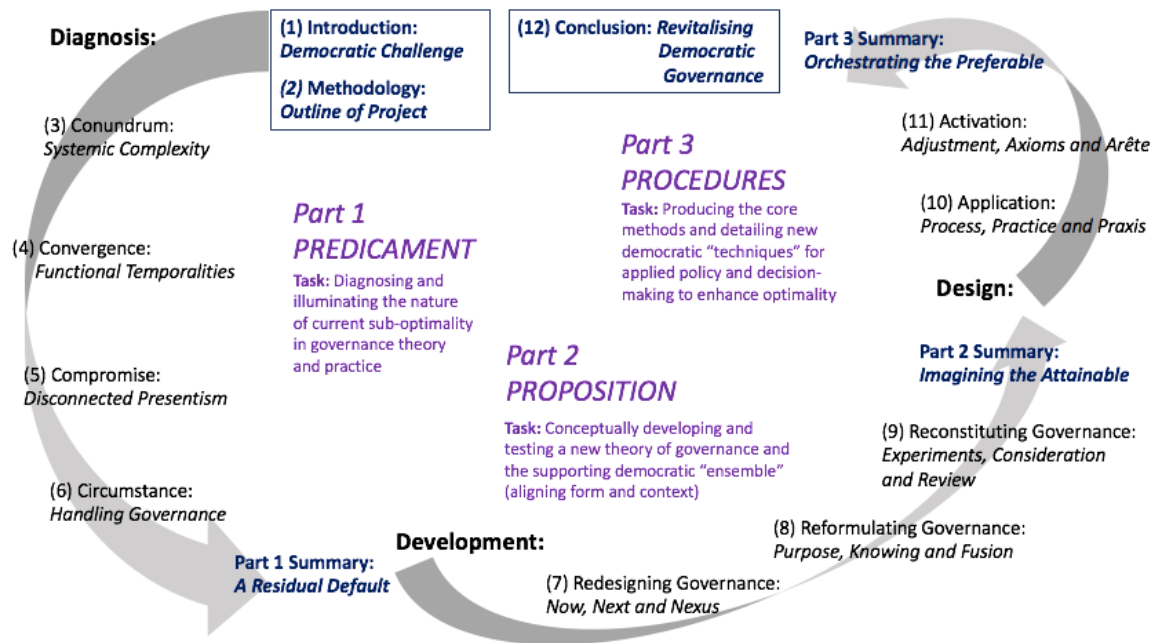 Diagnosis:
(1) Introduction:
Democratic Challenge
(2) Methodology:
Outline of Project
(12) Conclusion: Revitalising
Democratic
Governance
Part 3 Summary:
Orchestrating the Preferable
(3) Conundrum:
Systemic Complexity
(4) Convergence:
Functional Temporalities
(5) Compromise:
Disconnected Presentism
(6) Circumstance:
Handling Governance
Part 1 Summary:
A Residual Default
Part 1
PREDICAMENT
Task: Diagnosing and
illuminating the nature
of current sub-optimality
in governance theory
and practice
Part 2
PROPOSITION
Task: Conceptually developing and
testing a new theory of governance and
the supporting democratic “ensemble”
(aligning form and context)
Part 3
PROCEDURES
Task: Producing the core
methods and detailing new
democratic “techniques” for
applied policy and decision-
making to enhance optimality
Development:
(7) Redesigning Governance:
Now, Next and Nexus
(8) Reformulating Governance:
Purpose, Knowing and Fusion
(9) Reconstituting Governance:
Experiments, Consideration
and Review
Part 2 Summary:
Imagining the Attainable
Design:
(10) Application:
Process, Practice and Praxis
(11) Activation:
Adjustment, Axioms and Arête